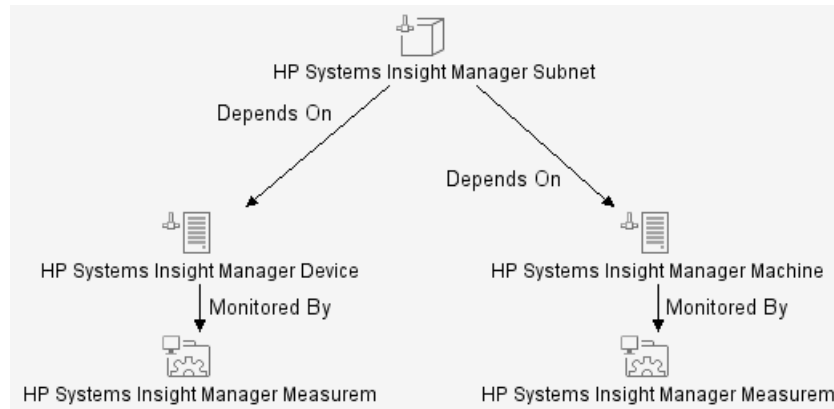 HP Systems Insight Manager Subnet
Depends On
Depends On
HP Systems Insight Manager Device
HP Systems Insight Manager Machine
Monitored By
Monitored By
HP Systems Insight Manager Measurem
HP Systems Insight Manager Measurem